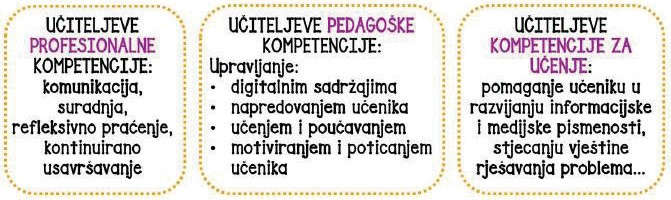 UČITELJEVE
PROFESIONALNE
KOMPETENCIJE:
komunikacija,
suradnja,
refleksivno praćenje,
kontinuirano
usavršavanje
UČITELJEVE PEDAGOŠKE
KOMPETENCIJE:
Upravljanje:
• digitalnim sadržajima
• napredovanjem učenika
• učenjem i poučavanjem
• motiviranjem i poticanjem
učenika
UČITELJEVE
KOMPETENCIJE ZA
UČENJE:
pomaganje učeniku u
razvijanju informacijske
i medijske pismenosti,
stjecanju vještine
rješavanja problema...